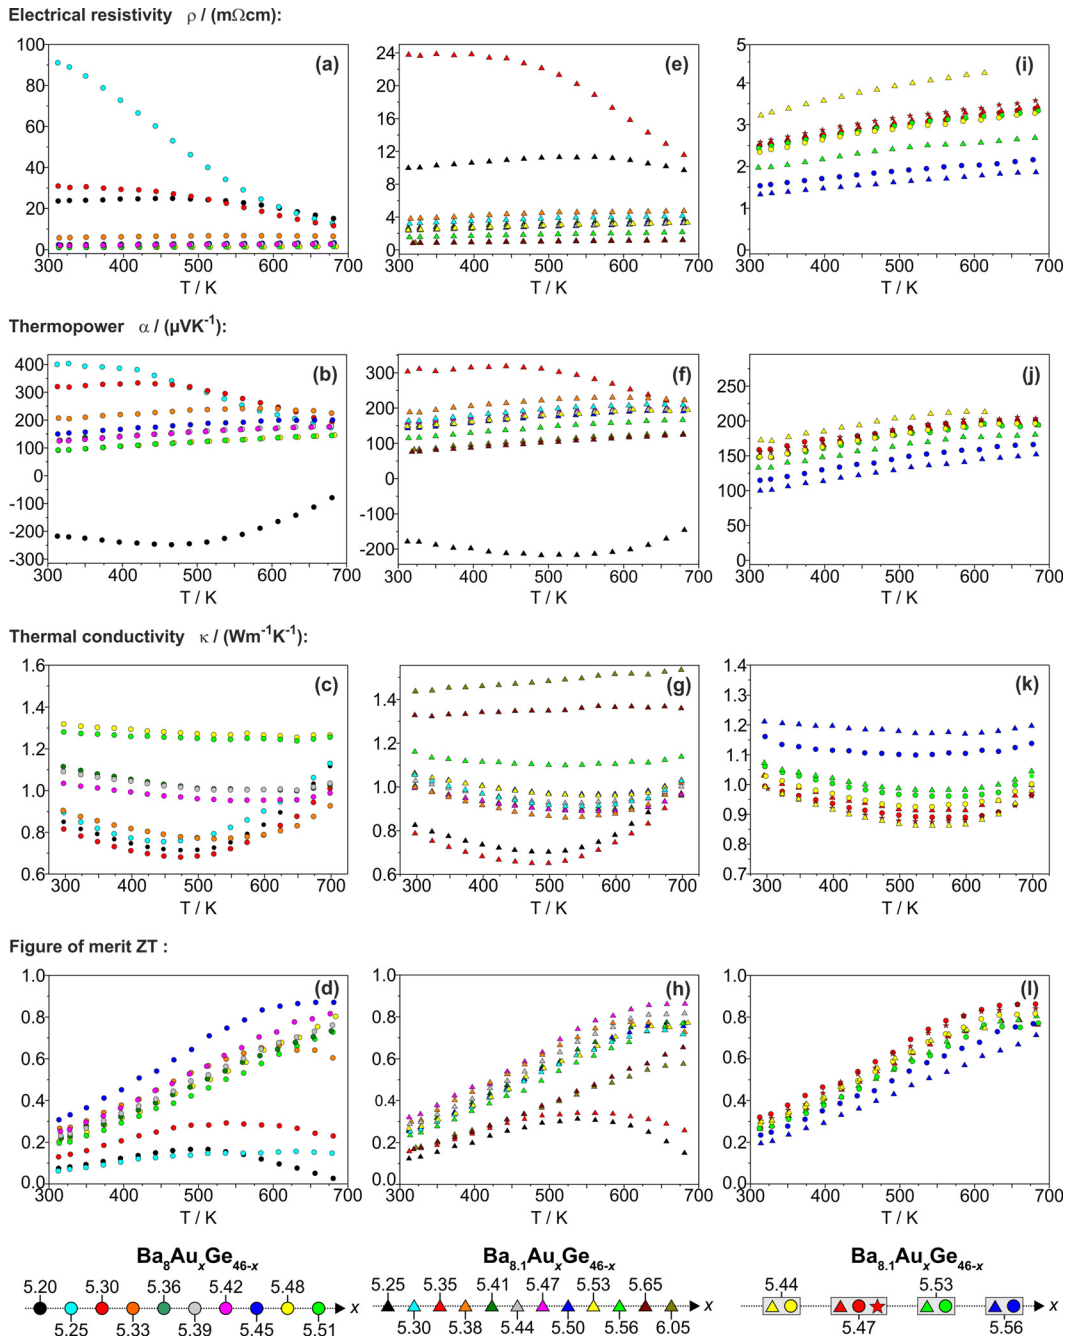 Electrical resistivity ρ / (mΩcm):
100
80
60
40
20
0
(a)
300 400 500 600 700
T / K
24
20
16
12
8
4
0
(e)
300 400 500 600 700
T / K
5
4
3
2
1
0
(i)
300 400 500 600 700
T / K
Thermopower α / (µVK⁻¹):
400
300
200
100
0
-100
-200
-300
(b)
300 400 500 600 700
T / K
300
200
100
0
-100
-200
(f)
300 400 500 600 700
T / K
250
200
150
100
50
0
(j)
300 400 500 600 700
T / K
Thermal conductivity κ / (Wm⁻¹K⁻¹):
1.6
1.4
1.2
1.0
0.8
0.6
(c)
300 400 500 600 700
T / K
1.4
1.2
1.0
0.8
0.6
(g)
300 400 500 600 700
T / K
1.4
1.3
1.2
1.1
1.0
0.9
0.8
0.7
(k)
300 400 500 600 700
T / K
Figure of merit ZT :
1.0
0.8
0.6
0.4
0.2
0.0
(d)
300 400 500 600 700
T / K
1.0
0.8
0.6
0.4
0.2
0.0
(h)
300 400 500 600 700
T / K
1.0
0.8
0.6
0.4
0.2
0.0
(l)
300 400 500 600 700
T / K
Ba₈AuₓGe₄₆₋ₓ
5.20 5.30 5.36 5.42 5.48
x
5.25 5.33 5.39 5.45 5.51
Ba₈.₁AuₓGe₄₆₋ₓ
5.25 5.35 5.41 5.47 5.53 5.65
x
5.30 5.38 5.44 5.50 5.56 6.05
Ba₈.₁AuₓGe₄₆₋ₓ
5.44 5.53
x
5.47 5.56